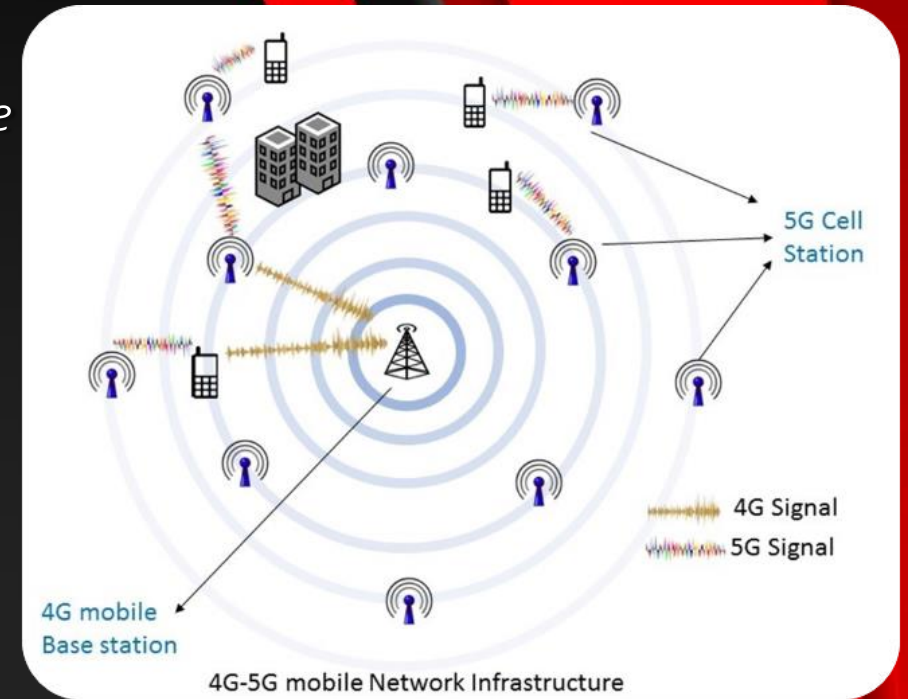 e
5G Cell
Station
4G Signal
5G Signal
4G mobile
Base station
4G-5G mobile Network Infrastructure